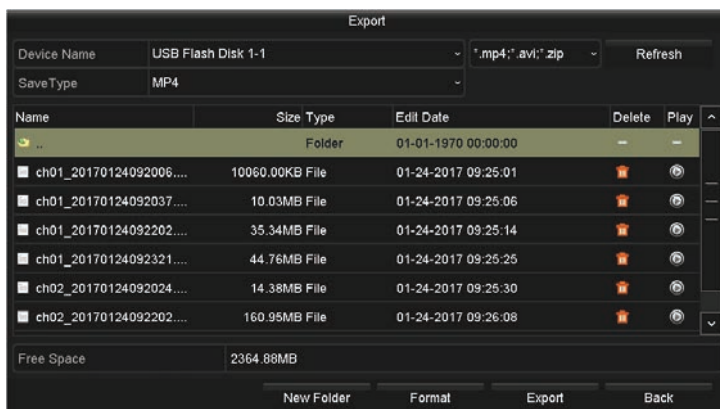 Export
Device Name USB Flash Disk 1-1 *.mp4;*.avi;*.zip Refresh
SaveType MP4
Name Size Type Edit Date Delete Play
.. Folder 01-01-1970 00:00:00 — —
ch01_20170124092006.... 10060.00KB File 01-24-2017 09:25:01
ch01_20170124092037.... 10.03MB File 01-24-2017 09:25:06
ch01_20170124092202.... 35.34MB File 01-24-2017 09:25:14
ch01_20170124092321.... 44.76MB File 01-24-2017 09:25:25
ch02_20170124092024.... 14.38MB File 01-24-2017 09:25:30
ch02_20170124092202.... 160.95MB File 01-24-2017 09:26:08
Free Space 2364.88MB
New Folder Format Export Back